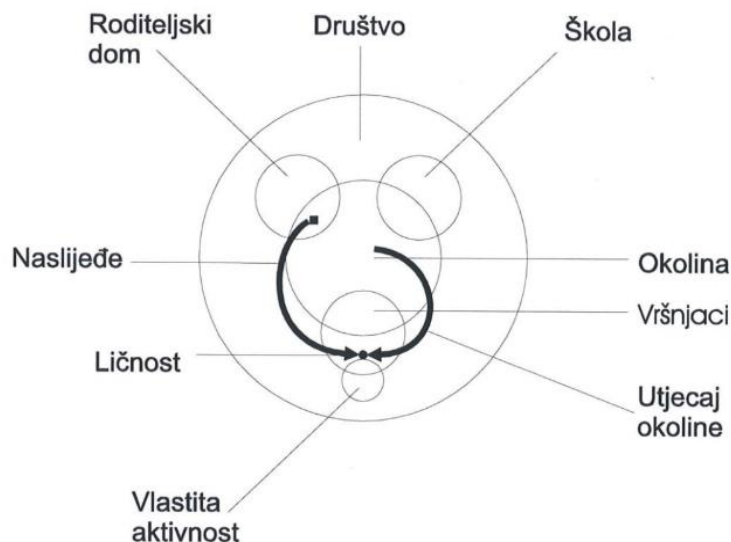 Roditeljski
dom
Društvo
Škola
Naslijeđe
Okolina
Vršnjaci
Ličnost
Utjecaj
okoline
Vlastita
aktivnost